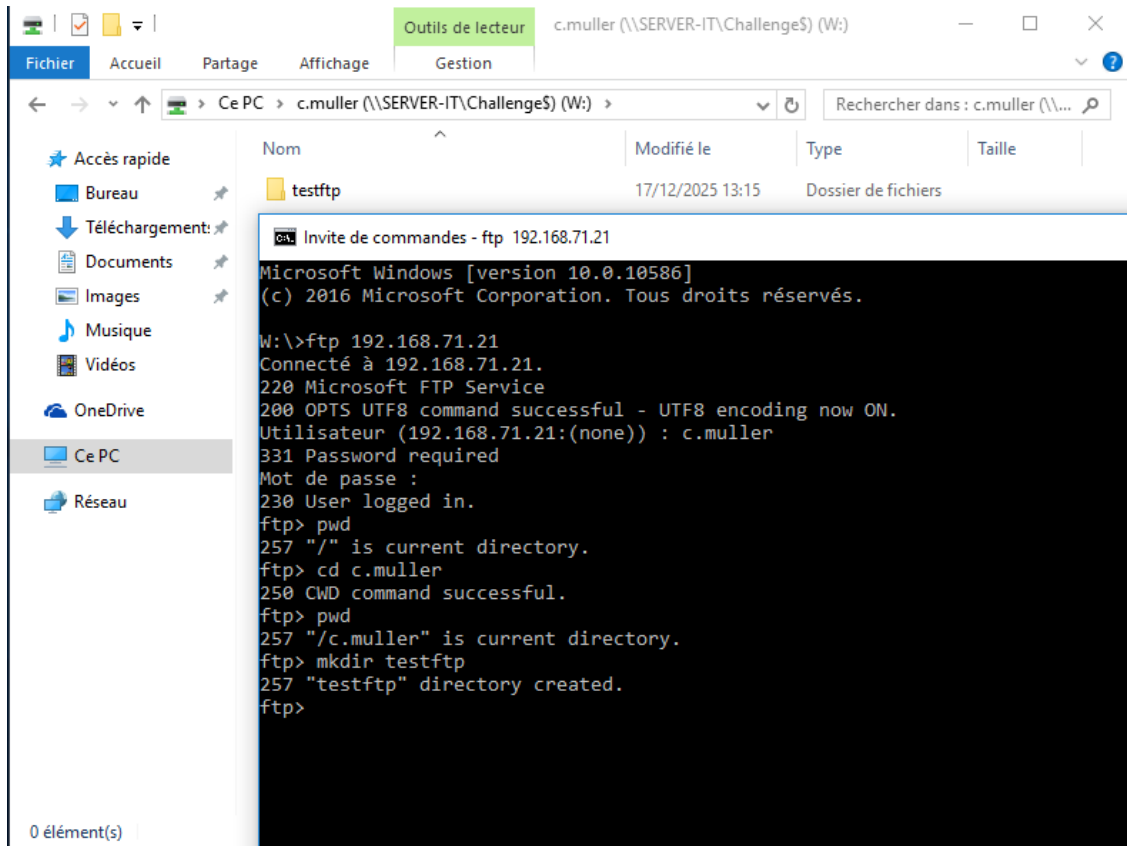 Outils de lecteur
c.muller (\\SERVER-IT\Challenge$) (W:)
Fichier Accueil Partage Affichage Gestion
Ce PC > c.muller (\\SERVER-IT\Challenge$) (W:) >
Rechercher dans : c.muller (\\...
Accès rapide
Bureau
Téléchargements
Documents
Images
Musique
Vidéos
OneDrive
Ce PC
Réseau
Nom Modifié le Type Taille
testftp 17/12/2025 13:15 Dossier de fichiers
Invite de commandes - ftp 192.168.71.21
Microsoft Windows [version 10.0.10586]
(c) 2016 Microsoft Corporation. Tous droits réservés.
W:\>ftp 192.168.71.21
Connecté à 192.168.71.21.
220 Microsoft FTP Service
200 OPTS UTF8 command successful - UTF8 encoding now ON.
Utilisateur (192.168.71.21:(none)) : c.muller
331 Password required
Mot de passe :
230 User logged in.
ftp> pwd
257 "/" is current directory.
ftp> cd c.muller
250 CWD command successful.
ftp> pwd
257 "/c.muller" is current directory.
ftp> mkdir testftp
257 "testftp" directory created.
ftp>
0 élément(s)